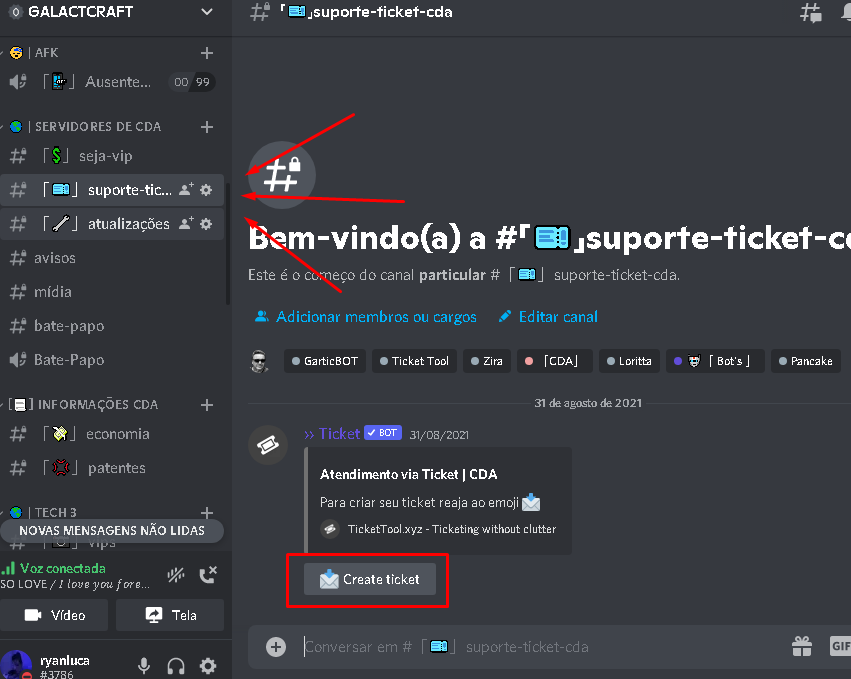 GALACTCRAFT
| AFK
「」 Ausente... 00 99
| SERVIDORES DE CDA
「」 seja-vip
「」 suporte-tic...
「」 atualizações
avisos
mídia
bate-papo
Bate-Papo
[] INFORMAÇÕES CDA
「」 economia
「」 patentes
| TECH 3
NOVAS MENSAGENS NÃO LIDAS
「」 vips
Voz conectada
SO LOVE / I love you fore...
Vídeo
Tela
ryanluca
#3786
「」suporte-ticket-cda
Bem-vindo(a) a #「」suporte-ticket-c
Este é o começo do canal particular # 「」 suporte-ticket-cda.
Adicionar membros ou cargos Editar canal
GarticBOT Ticket Tool Zira 「CDA」 Loritta 「 Bot's 」 Pancake
31 de agosto de 2021
›› Ticket BOT 31/08/2021
Atendimento via Ticket | CDA
Para criar seu ticket reaja ao emoji
TicketTool.xyz - Ticketing without clutter
Create ticket
Conversar em # 「」 suporte-ticket-cda
GIF